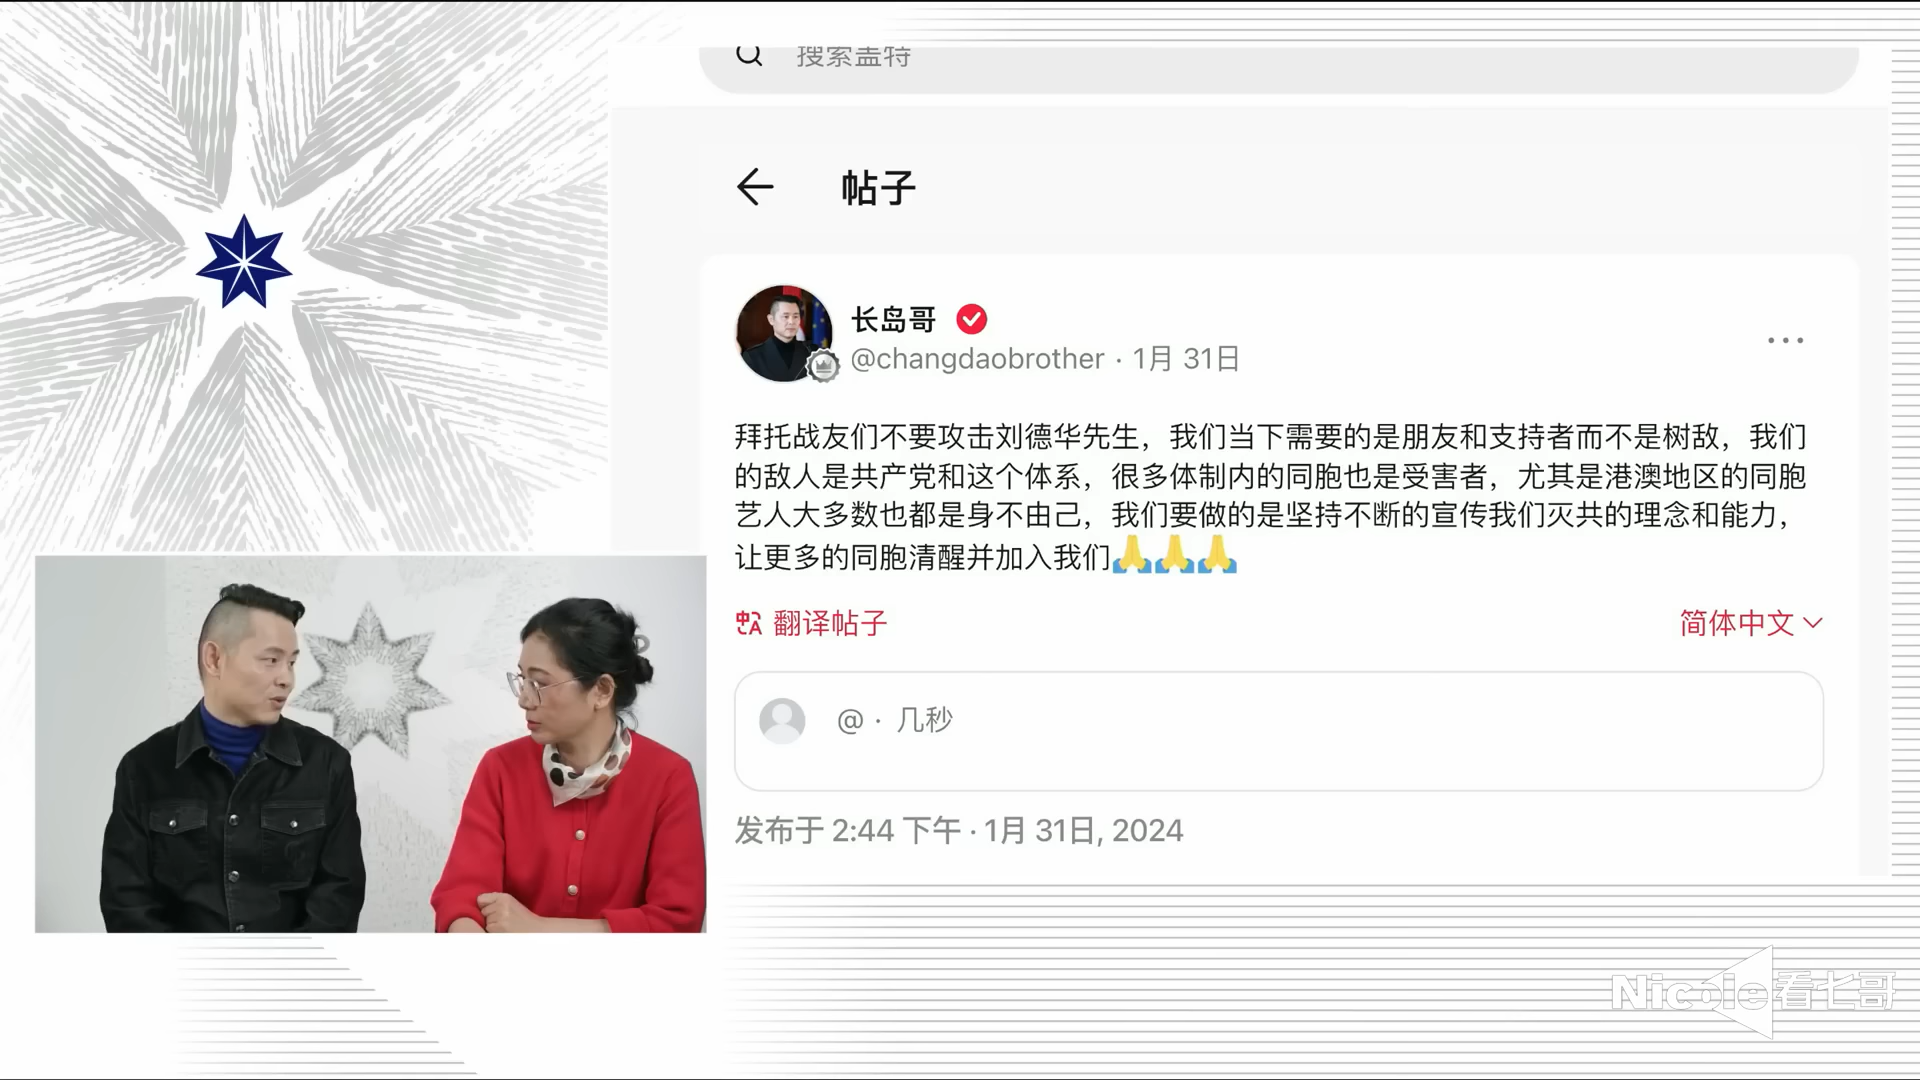 搜索盖特
帖子
长岛哥
@changdaobrother · 1月 31日
拜托战友们不要攻击刘德华先生，我们当下需要的是朋友和支持者而不是树敌，我们
的敌人是共产党和这个体系，很多体制内的同胞也是受害者，尤其是港澳地区的同胞
艺人大多数也都是身不由己，我们要做的是坚持不断的宣传我们灭共的理念和能力，
让更多的同胞清醒并加入我们🙏🙏🙏
翻译帖子
简体中文
@ · 几秒
发布于 2:44 下午 · 1月 31日, 2024
Nicole看七哥